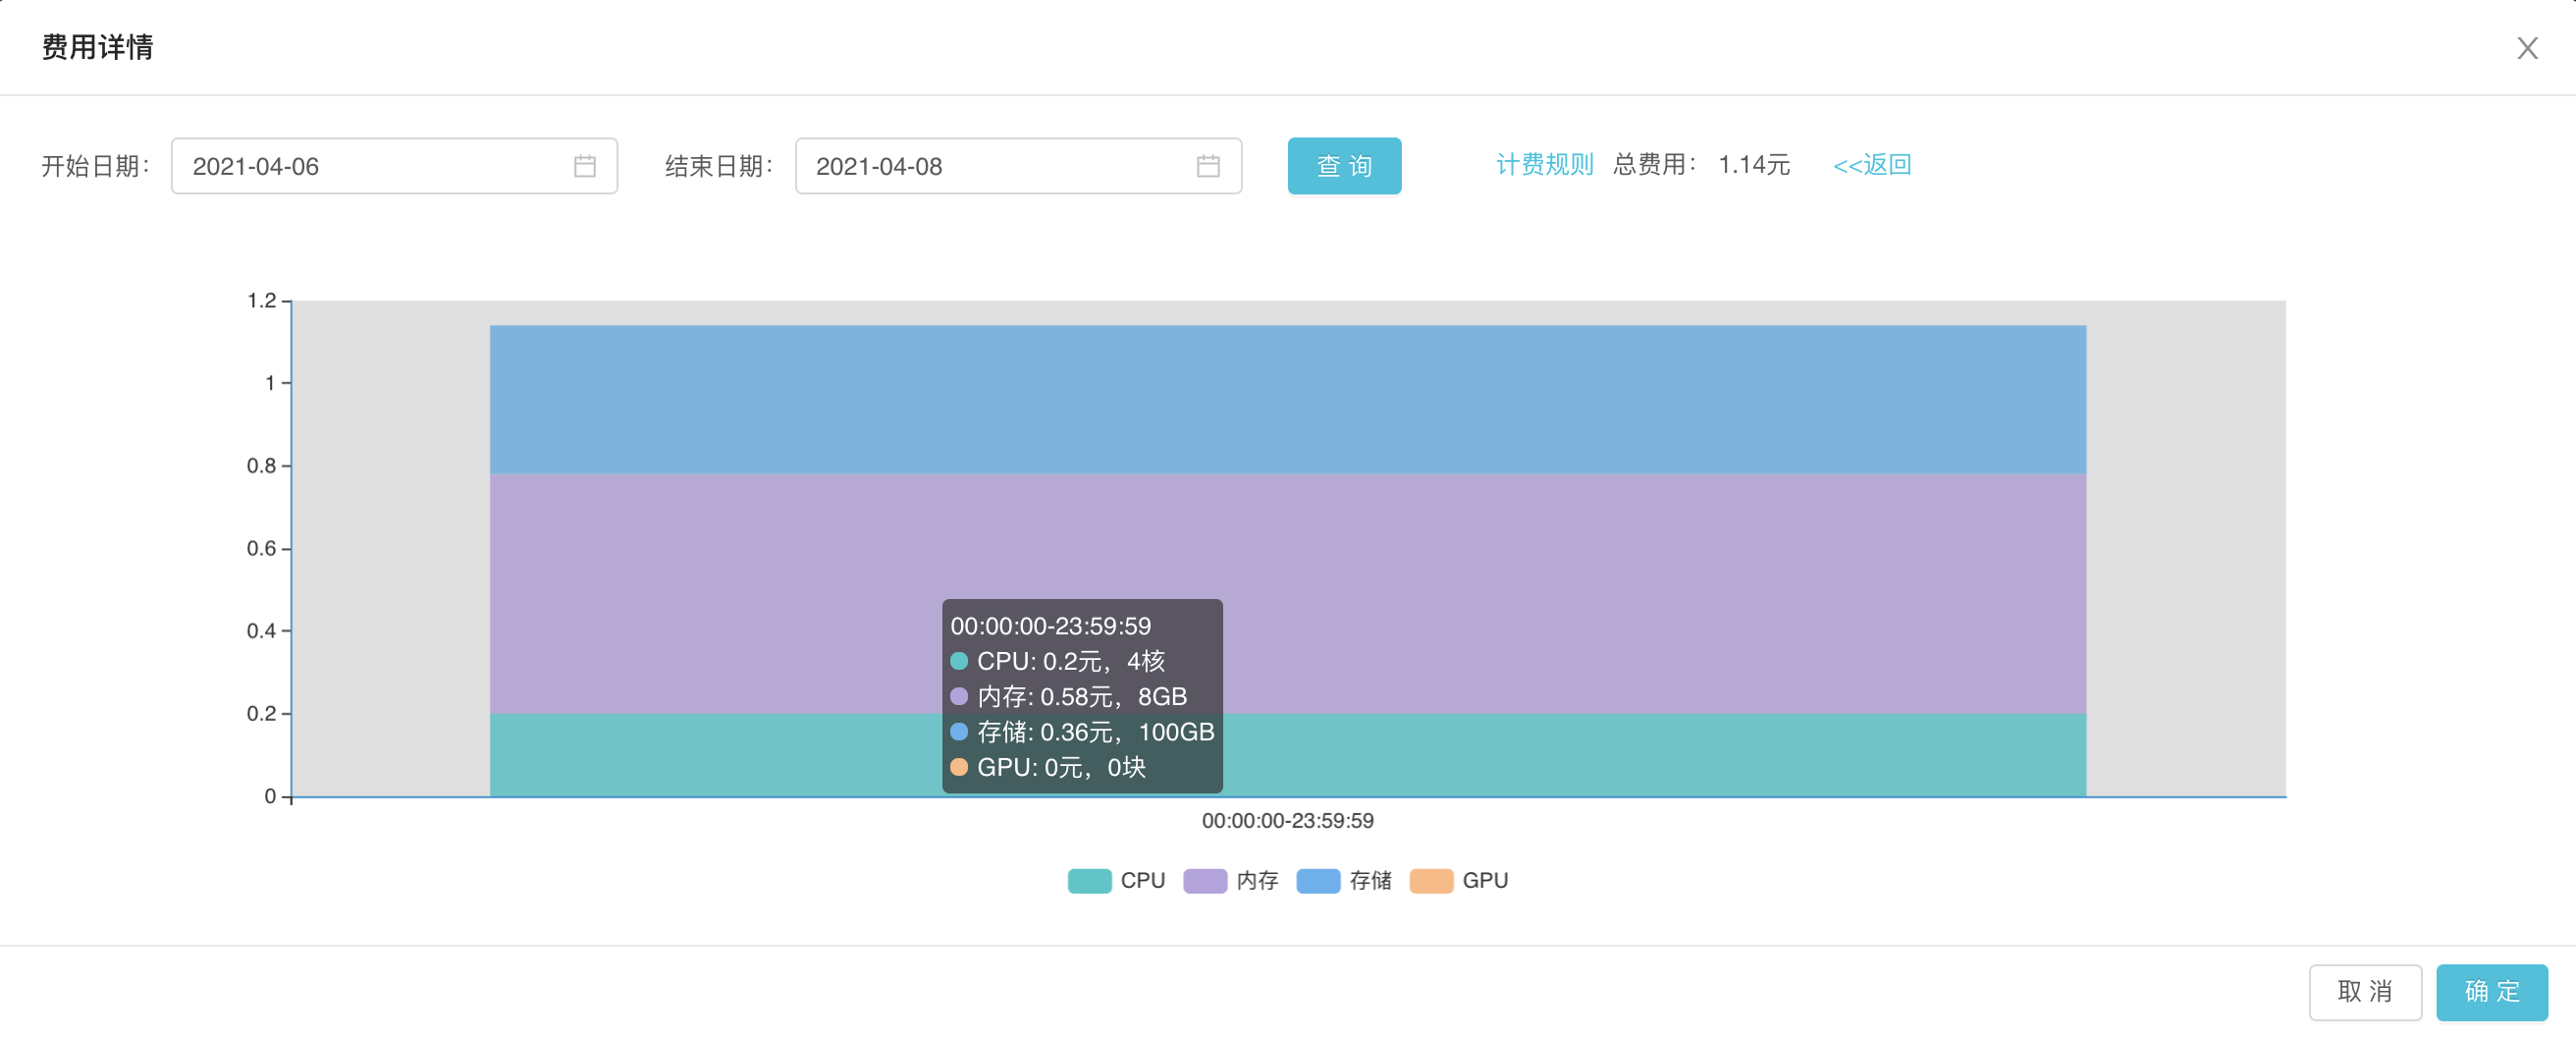 费用详情
开始日期： 2021-04-06 结束日期： 2021-04-08 查 询 计费规则 总费用： 1.14元 <<返回
1.2
1
0.8
0.6
0.4
0.2
0
00:00:00-23:59:59
CPU: 0.2元，4核
内存: 0.58元，8GB
存储: 0.36元，100GB
GPU: 0元，0块
00:00:00-23:59:59
CPU 内存 存储 GPU
取 消 确 定